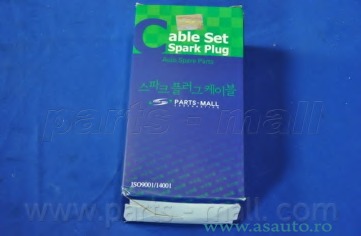 Cable Set
Spark Plug
Auto Spare Parts
스파크 플러그 케이블
PARTS-MALL
CORPORATION
ISO9001/14001
www.parts-mall.com
www.asauto.ro